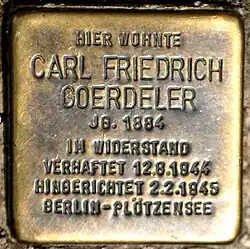 HIER WOHNTE
CARL FRIEDRICH
GOERDELER
JG. 1884
IM WIDERSTAND
VERHAFTET 12.8.1944
HINGERICHTET 2.2.1945
BERLIN-PLÖTZENSEE